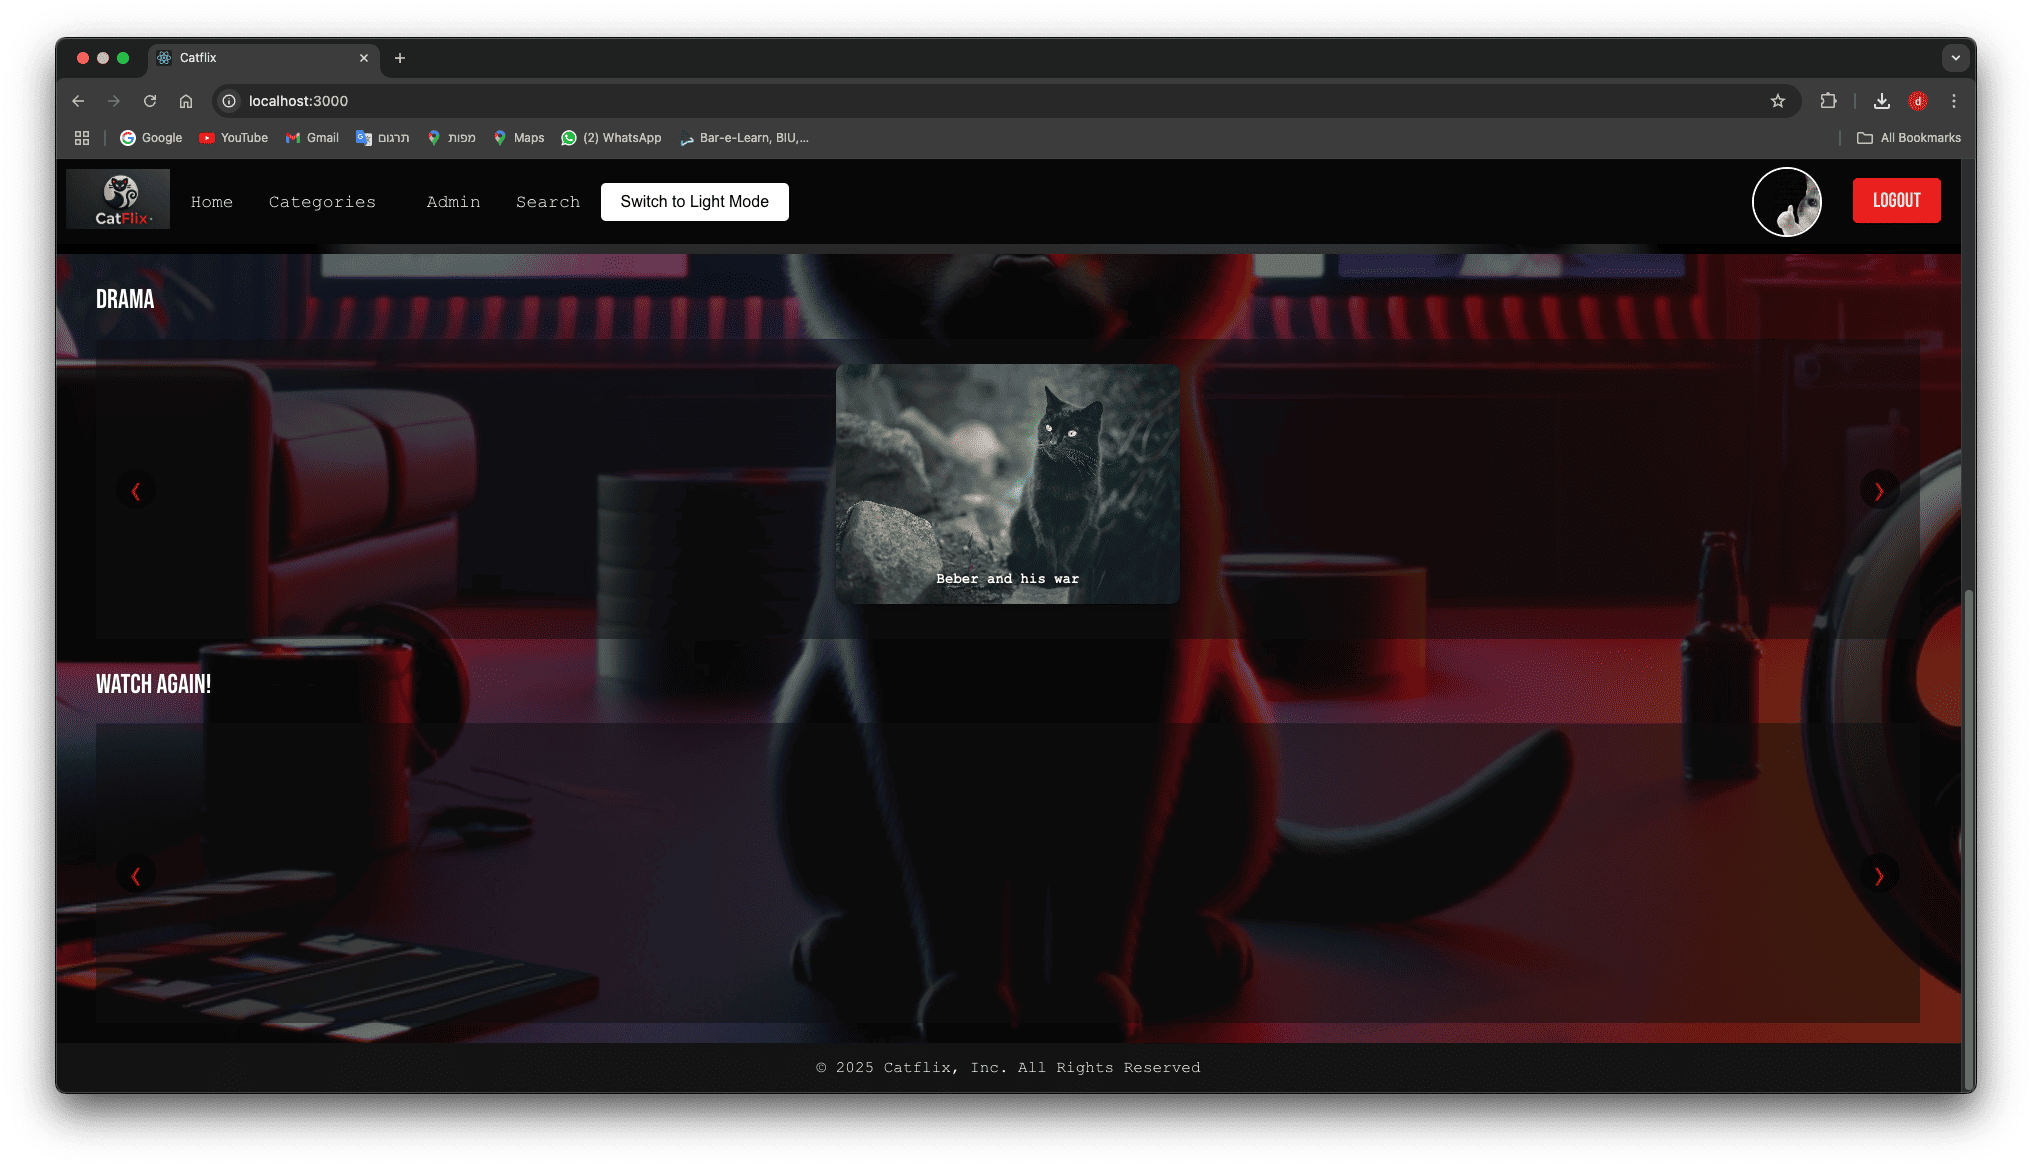 Catflix
localhost:3000
Google YouTube Gmail תרגום מפות Maps (2) WhatsApp Bar-e-Learn, BIU,... All Bookmarks
CatFlix
Home Categories Admin Search Switch to Light Mode LOGOUT
DRAMA
Beber and his war
WATCH AGAIN!
© 2025 Catflix, Inc. All Rights Reserved